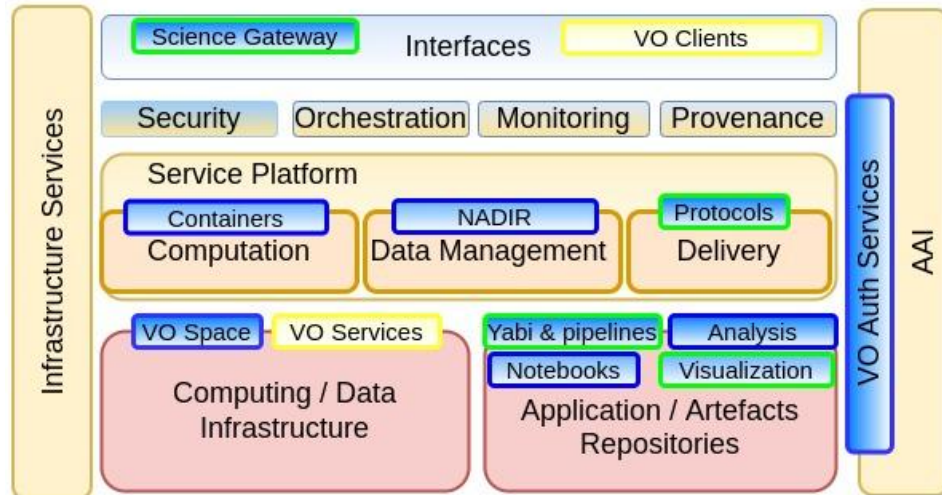 Infrastructure Services
Science Gateway
Interfaces
VO Clients
Security
Orchestration
Monitoring
Provenance
Service Platform
Containers
Computation
NADIR
Data Management
Protocols
Delivery
VO Space
VO Services
Computing / Data
Infrastructure
Yabi & pipelines
Analysis
Notebooks
Visualization
Application / Artefacts
Repositories
VO Auth Services
AAI